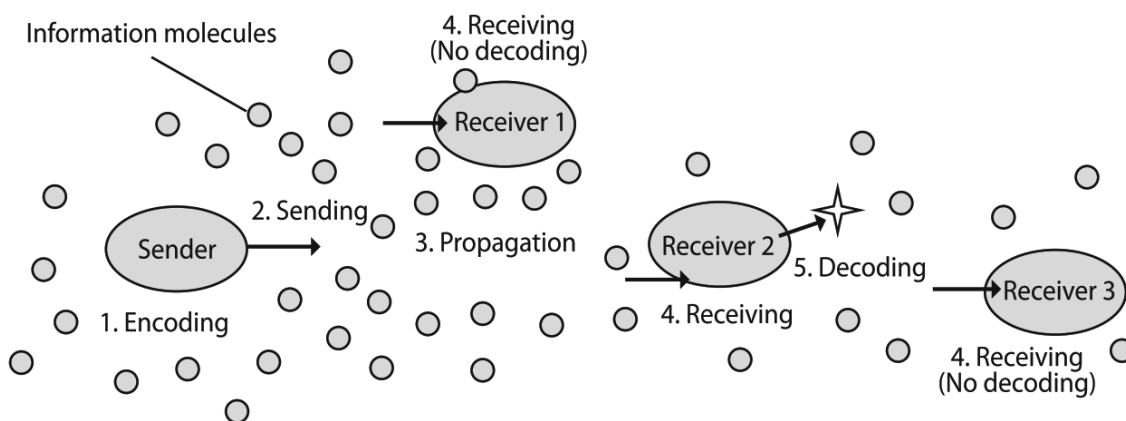 Information molecules
4. Receiving
(No decoding)
Receiver 1
2. Sending
Sender
3. Propagation
1. Encoding
Receiver 2
5. Decoding
4. Receiving
Receiver 3
4. Receiving
(No decoding)